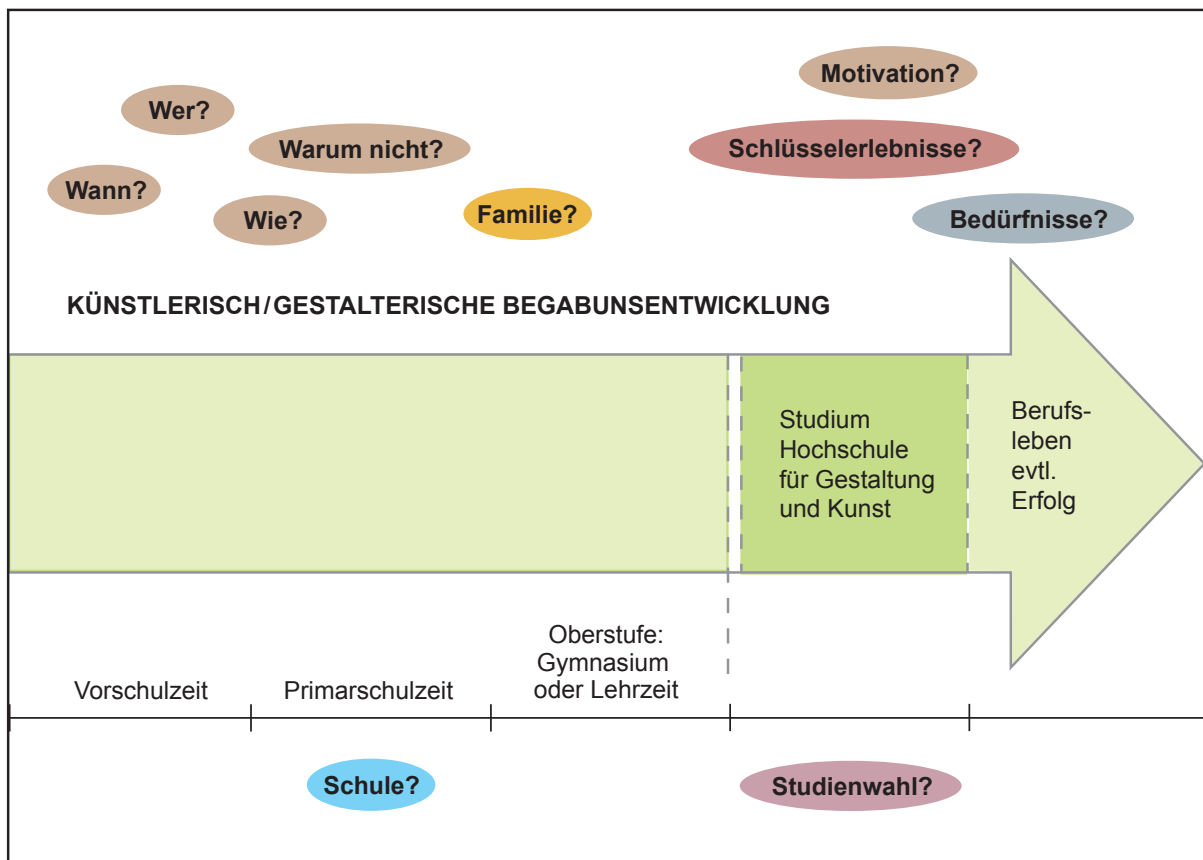 Motivation?
Wer?
Warum nicht?
Schlüsselerlebnisse?
Wann?
Wie?
Familie?
Bedürfnisse?
KÜNSTLERISCH/GESTALTERISCHE BEGABUNSENTWICKLUNG
Studium
Hochschule
für Gestaltung
und Kunst
Berufs-
leben
evtl.
Erfolg
Vorschulzeit
Primarschulzeit
Oberstufe:
Gymnasium
oder Lehrzeit
Schule?
Studienwahl?